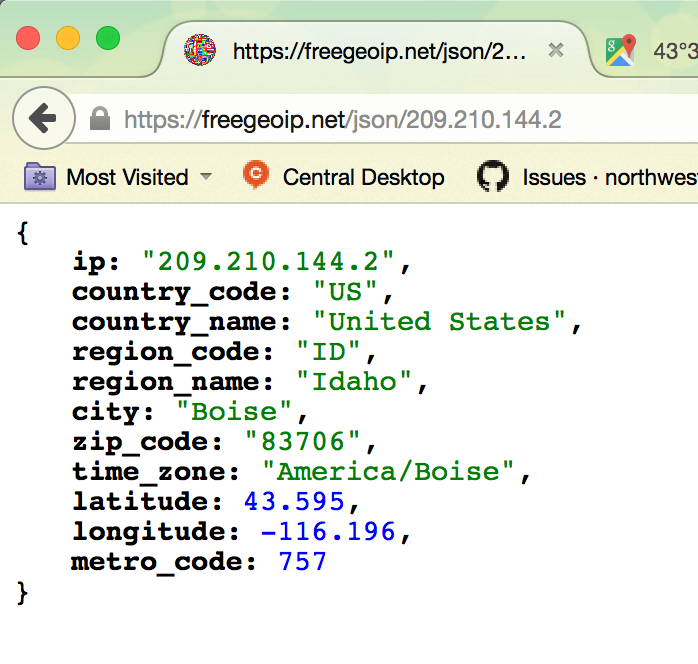 https://freegeoip.net/json/2... × 43°3
https://freegeoip.net/json/209.210.144.2
Most Visited Central Desktop Issues · northwes
{
ip: "209.210.144.2",
country_code: "US",
country_name: "United States",
region_code: "ID",
region_name: "Idaho",
city: "Boise",
zip_code: "83706",
time_zone: "America/Boise",
latitude: 43.595,
longitude: -116.196,
metro_code: 757
}